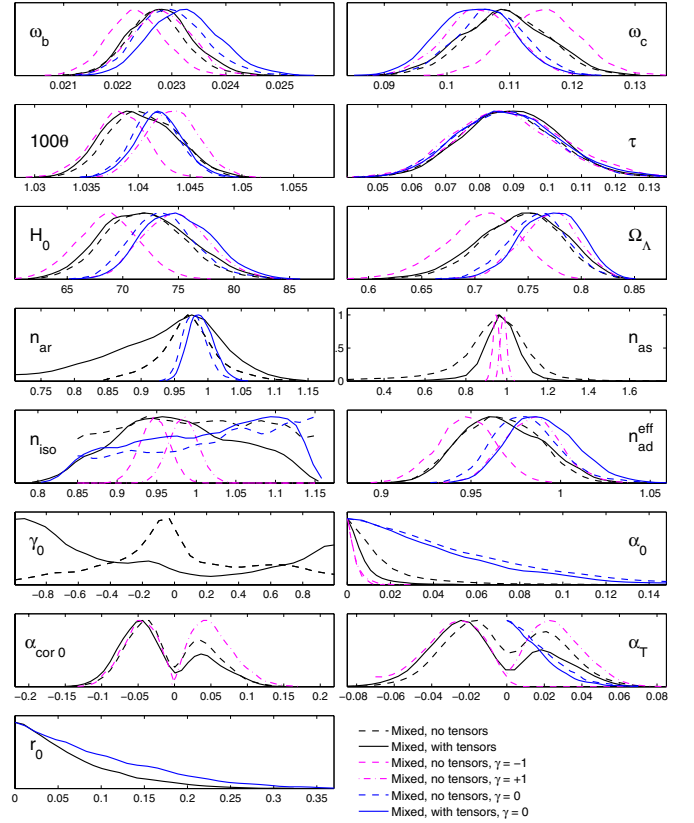 ω_b ω_c
0.021 0.022 0.023 0.024 0.025 0.09 0.1 0.11 0.12 0.13
100θ τ
1.03 1.035 1.04 1.045 1.05 1.055 0.05 0.06 0.07 0.08 0.09 0.1 0.11 0.12 0.13
H_0 Ω_Λ
65 70 75 80 85 0.6 0.65 0.7 0.75 0.8 0.85
n_ar n_as 1 0.5 0
0.75 0.8 0.85 0.9 0.95 1 1.05 1.1 1.15 0.4 0.6 0.8 1 1.2 1.4 1.6
n_iso n_ad^eff
0.8 0.85 0.9 0.95 1 1.05 1.1 1.15 0.9 0.95 1 1.05
γ_0 α_0
−0.8 −0.6 −0.4 −0.2 0 0.2 0.4 0.6 0.8 0 0.02 0.04 0.06 0.08 0.1 0.12 0.14
α_cor 0 α_T
−0.2 −0.15 −0.1 −0.05 0 0.05 0.1 0.15 0.2 −0.08 −0.06 −0.04 −0.02 0 0.02 0.04 0.06 0.08
r_0
0 0.05 0.1 0.15 0.2 0.25 0.3 0.35
Mixed, no tensors
Mixed, with tensors
Mixed, no tensors, γ = −1
Mixed, no tensors, γ = +1
Mixed, no tensors, γ = 0
Mixed, with tensors, γ = 0